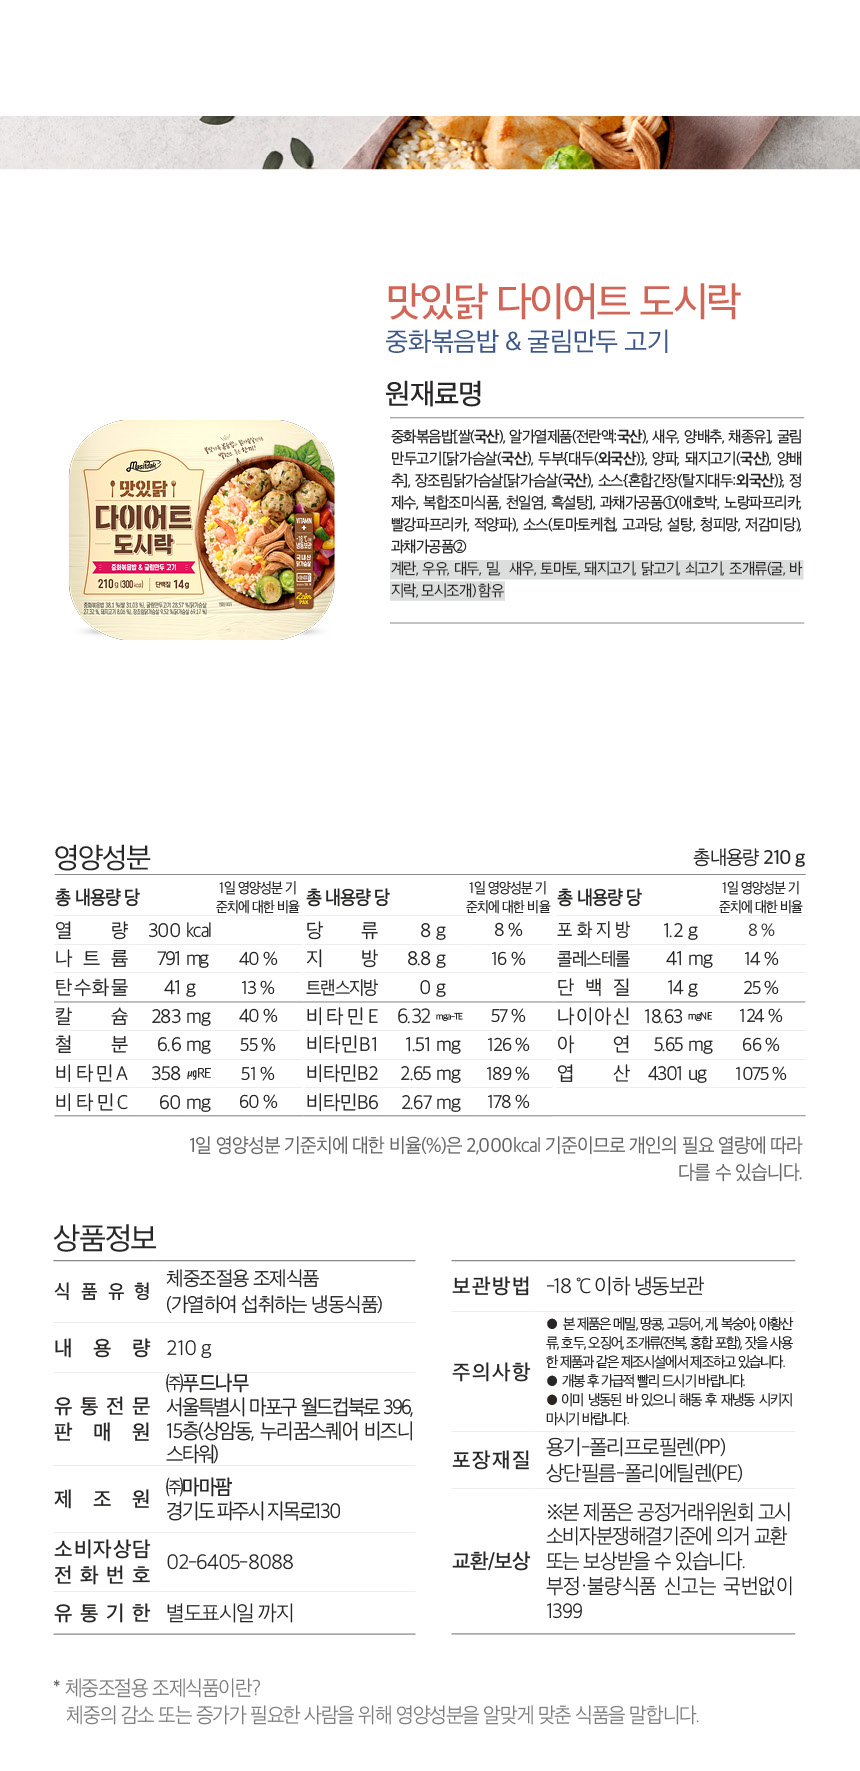 맛있닭 다이어트 도시락
중화볶음밥 & 굴림만두 고기
원재료명
중화볶음밥[쌀(국산), 알가열제품(전란액:국산), 새우, 양배추, 채종유], 굴림
만두고기[닭가슴살(국산), 두부{대두(외국산)}, 양파, 돼지고기(국산), 양배
추], 장조림닭가슴살[닭가슴살(국산), 소스{혼합간장(탈지대두:외국산)}, 정
제수, 복합조미식품, 천일염, 흑설탕], 과채가공품①(애호박, 노랑파프리카,
빨강파프리카, 적양파), 소스(토마토케첩, 고과당, 설탕, 청피망, 저감미당),
과채가공품②
계란, 우유, 대두, 밀, 새우, 토마토, 돼지고기, 닭고기, 쇠고기, 조개류(굴, 바
지락, 모시조개) 함유
맛있닭
다이어트
도시락
중화볶음밥 & 굴림만두 고기
210 g (300 kcal) 단백질 14g
VITAMIN
+
영양성분
총내용량 210 g
총 내용량 당 1일 영양성분 기준치에 대한 비율 총 내용량 당 1일 영양성분 기준치에 대한 비율 총 내용량 당 1일 영양성분 기준치에 대한 비율
열 량 300 kcal 당 류 8 g 8 % 포화지방 1.2 g 8 %
나 트 륨 791 mg 40 % 지 방 8.8 g 16 % 콜레스테롤 41 mg 14 %
탄수화물 41 g 13 % 트랜스지방 0 g 단 백 질 14 g 25 %
칼 슘 283 mg 40 % 비타민E 6.32 mgα-TE 57 % 나이아신 18.63 mgNE 124 %
철 분 6.6 mg 55 % 비타민B1 1.51 mg 126 % 아 연 5.65 mg 66 %
비타민A 358 μgRE 51 % 비타민B2 2.65 mg 189 % 엽 산 4301 ug 1075 %
비타민C 60 mg 60 % 비타민B6 2.67 mg 178 %
1일 영양성분 기준치에 대한 비율(%)은 2,000kcal 기준이므로 개인의 필요 열량에 따라
다를 수 있습니다.
상품정보
식 품 유 형 체중조절용 조제식품
(가열하여 섭취하는 냉동식품)
내 용 량 210 g
유 통 전 문
판 매 원
㈜푸드나무
서울특별시 마포구 월드컵북로 396,
15층(상암동, 누리꿈스퀘어 비즈니
스타워)
제 조 원 ㈜마마팜
경기도 파주시 지목로130
소비자상담
전 화 번 호
02-6405-8088
유 통 기 한 별도표시일 까지
보관방법 -18 ℃ 이하 냉동보관
주의사항
● 본 제품은 메밀, 땅콩, 고등어, 게, 복숭아, 아황산
류, 호두, 오징어, 조개류(전복, 홍합 포함), 잣을 사용
한 제품과 같은 제조시설에서 제조하고 있습니다.
● 개봉 후 가급적 빨리 드시기 바랍니다.
● 이미 냉동된 바 있으니 해동 후 재냉동 시키지
마시기 바랍니다.
포장재질 용기-폴리프로필렌(PP)
상단필름-폴리에틸렌(PE)
교환/보상
※본 제품은 공정거래위원회 고시
소비자분쟁해결기준에 의거 교환
또는 보상받을 수 있습니다.
부정·불량식품 신고는 국번없이
1399
* 체중조절용 조제식품이란?
체중의 감소 또는 증가가 필요한 사람을 위해 영양성분을 알맞게 맞춘 식품을 말합니다.